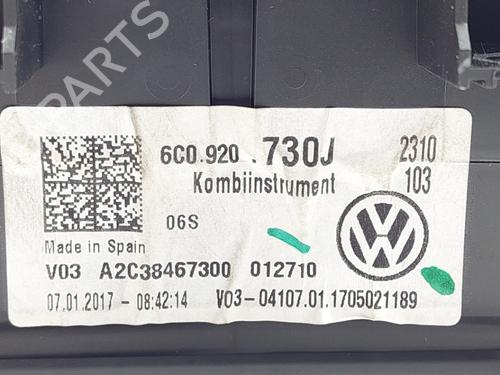 6C0.920 .730J 2310
Kombiinstrument 103
06S
Made in Spain
V03 A2C38467300 012710
07.01.2017 - 08:42:14 V03-04107.01.1705021189
B-PARTS